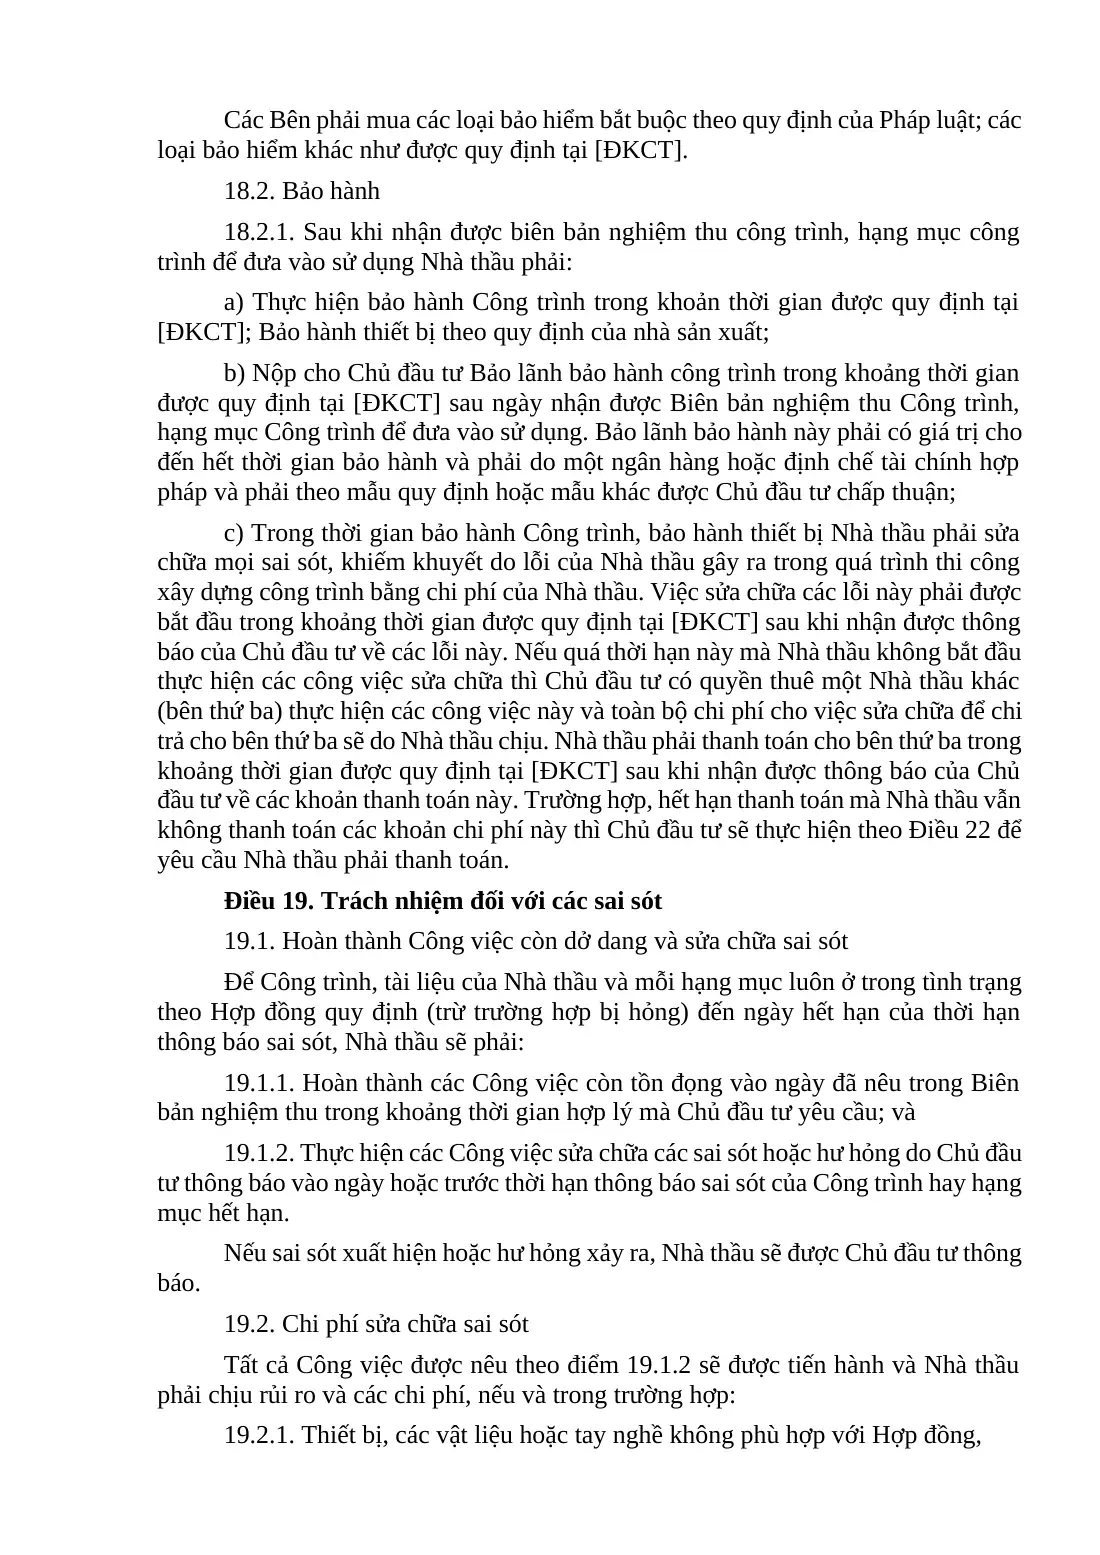 Các Bên phải mua các loại bảo hiểm bắt buộc theo quy định của Pháp luật; các
loại bảo hiểm khác như được quy định tại [ĐKCT].
18.2. Bảo hành
18.2.1. Sau khi nhận được biên bản nghiệm thu công trình, hạng mục công
trình để đưa vào sử dụng Nhà thầu phải:
a) Thực hiện bảo hành Công trình trong khoản thời gian được quy định tại
[ĐKCT]; Bảo hành thiết bị theo quy định của nhà sản xuất;
b) Nộp cho Chủ đầu tư Bảo lãnh bảo hành công trình trong khoảng thời gian
được quy định tại [ĐKCT] sau ngày nhận được Biên bản nghiệm thu Công trình,
hạng mục Công trình để đưa vào sử dụng. Bảo lãnh bảo hành này phải có giá trị cho
đến hết thời gian bảo hành và phải do một ngân hàng hoặc định chế tài chính hợp
pháp và phải theo mẫu quy định hoặc mẫu khác được Chủ đầu tư chấp thuận;
c) Trong thời gian bảo hành Công trình, bảo hành thiết bị Nhà thầu phải sửa
chữa mọi sai sót, khiếm khuyết do lỗi của Nhà thầu gây ra trong quá trình thi công
xây dựng công trình bằng chi phí của Nhà thầu. Việc sửa chữa các lỗi này phải được
bắt đầu trong khoảng thời gian được quy định tại [ĐKCT] sau khi nhận được thông
báo của Chủ đầu tư về các lỗi này. Nếu quá thời hạn này mà Nhà thầu không bắt đầu
thực hiện các công việc sửa chữa thì Chủ đầu tư có quyền thuê một Nhà thầu khác
(bên thứ ba) thực hiện các công việc này và toàn bộ chi phí cho việc sửa chữa để chi
trả cho bên thứ ba sẽ do Nhà thầu chịu. Nhà thầu phải thanh toán cho bên thứ ba trong
khoảng thời gian được quy định tại [ĐKCT] sau khi nhận được thông báo của Chủ
đầu tư về các khoản thanh toán này. Trường hợp, hết hạn thanh toán mà Nhà thầu vẫn
không thanh toán các khoản chi phí này thì Chủ đầu tư sẽ thực hiện theo Điều 22 để
yêu cầu Nhà thầu phải thanh toán.
Điều 19. Trách nhiệm đối với các sai sót
19.1. Hoàn thành Công việc còn dở dang và sửa chữa sai sót
Để Công trình, tài liệu của Nhà thầu và mỗi hạng mục luôn ở trong tình trạng
theo Hợp đồng quy định (trừ trường hợp bị hỏng) đến ngày hết hạn của thời hạn
thông báo sai sót, Nhà thầu sẽ phải:
19.1.1. Hoàn thành các Công việc còn tồn đọng vào ngày đã nêu trong Biên
bản nghiệm thu trong khoảng thời gian hợp lý mà Chủ đầu tư yêu cầu; và
19.1.2. Thực hiện các Công việc sửa chữa các sai sót hoặc hư hỏng do Chủ đầu
tư thông báo vào ngày hoặc trước thời hạn thông báo sai sót của Công trình hay hạng
mục hết hạn.
Nếu sai sót xuất hiện hoặc hư hỏng xảy ra, Nhà thầu sẽ được Chủ đầu tư thông
báo.
19.2. Chi phí sửa chữa sai sót
Tất cả Công việc được nêu theo điểm 19.1.2 sẽ được tiến hành và Nhà thầu
phải chịu rủi ro và các chi phí, nếu và trong trường hợp:
19.2.1. Thiết bị, các vật liệu hoặc tay nghề không phù hợp với Hợp đồng,